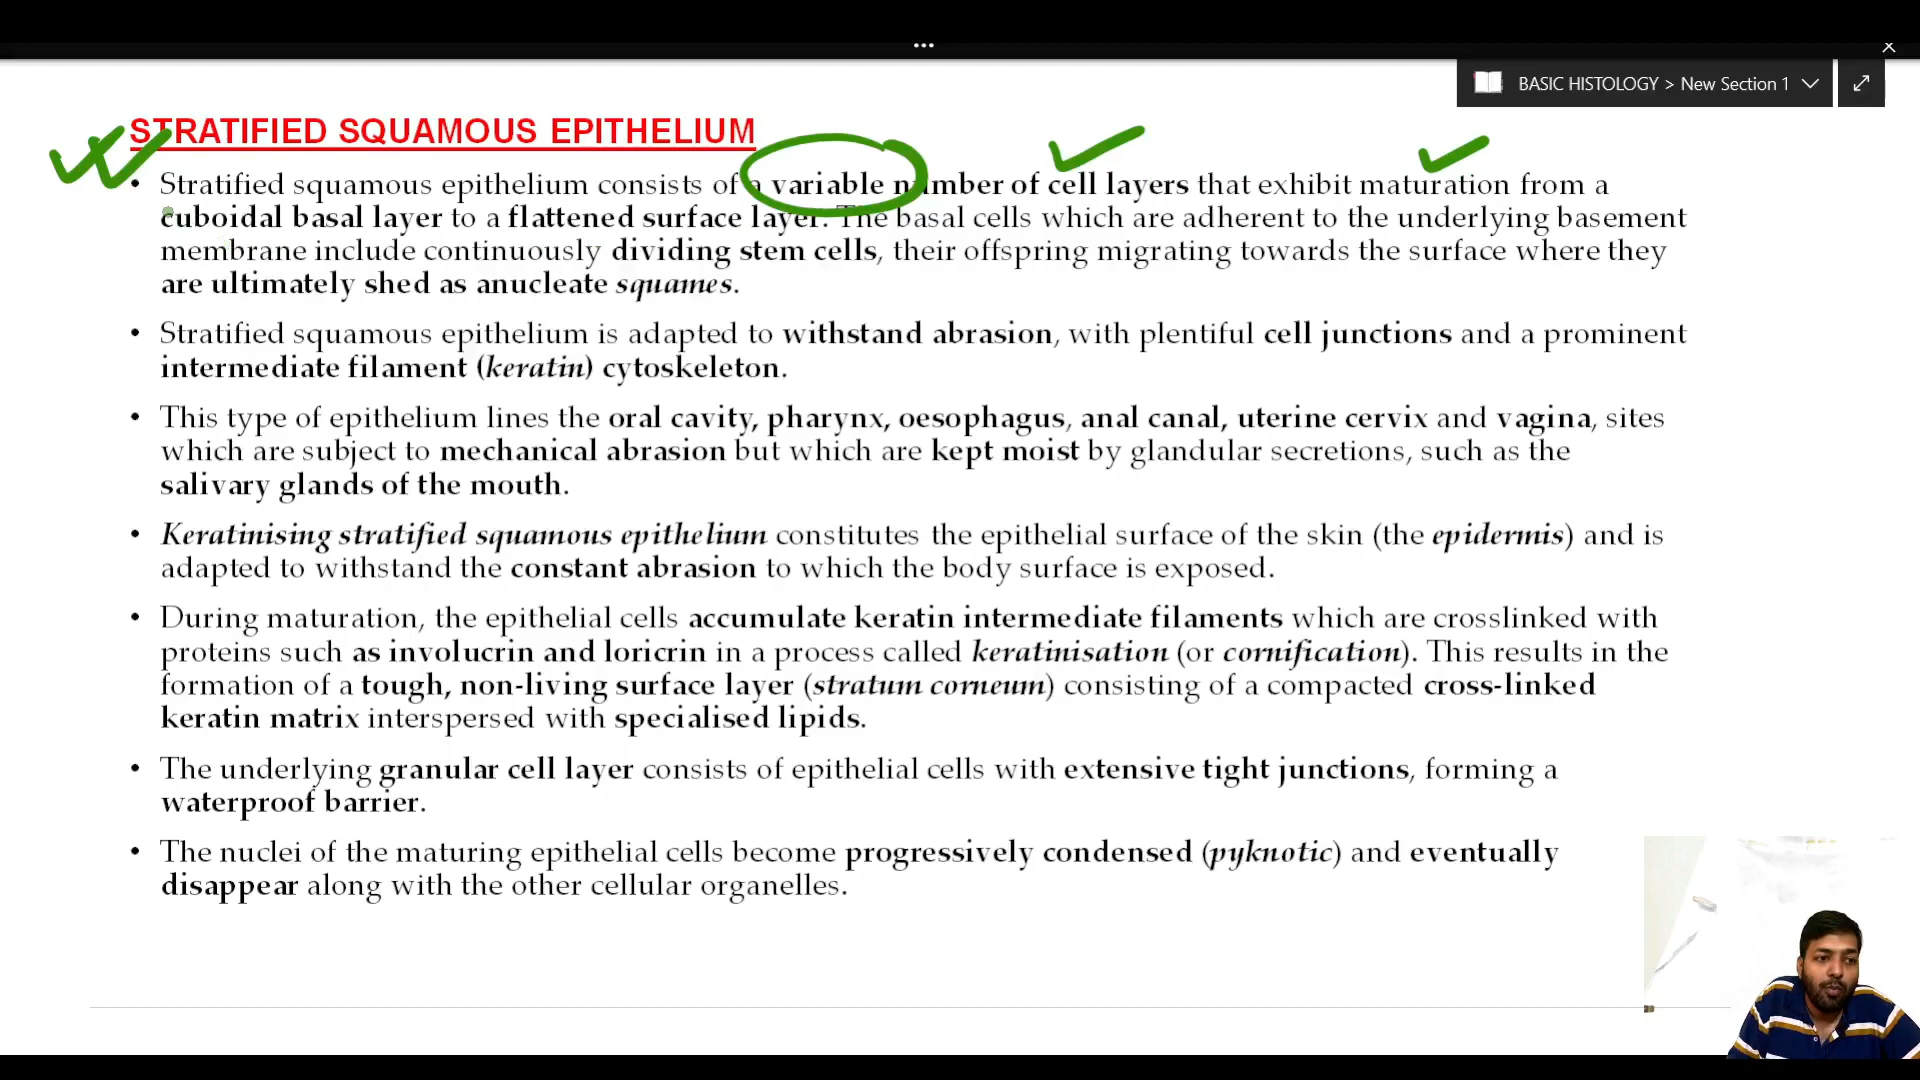 BASIC HISTOLOGY > New Section 1
STRATIFIED SQUAMOUS EPITHELIUM
• Stratified squamous epithelium consists of a variable number of cell layers that exhibit maturation from a
cuboidal basal layer to a flattened surface layer. The basal cells which are adherent to the underlying basement
membrane include continuously dividing stem cells, their offspring migrating towards the surface where they
are ultimately shed as anucleate squames.
• Stratified squamous epithelium is adapted to withstand abrasion, with plentiful cell junctions and a prominent
intermediate filament (keratin) cytoskeleton.
• This type of epithelium lines the oral cavity, pharynx, oesophagus, anal canal, uterine cervix and vagina, sites
which are subject to mechanical abrasion but which are kept moist by glandular secretions, such as the
salivary glands of the mouth.
• Keratinising stratified squamous epithelium constitutes the epithelial surface of the skin (the epidermis) and is
adapted to withstand the constant abrasion to which the body surface is exposed.
• During maturation, the epithelial cells accumulate keratin intermediate filaments which are crosslinked with
proteins such as involucrin and loricrin in a process called keratinisation (or cornification). This results in the
formation of a tough, non-living surface layer (stratum corneum) consisting of a compacted cross-linked
keratin matrix interspersed with specialised lipids.
• The underlying granular cell layer consists of epithelial cells with extensive tight junctions, forming a
waterproof barrier.
• The nuclei of the maturing epithelial cells become progressively condensed (pyknotic) and eventually
disappear along with the other cellular organelles.